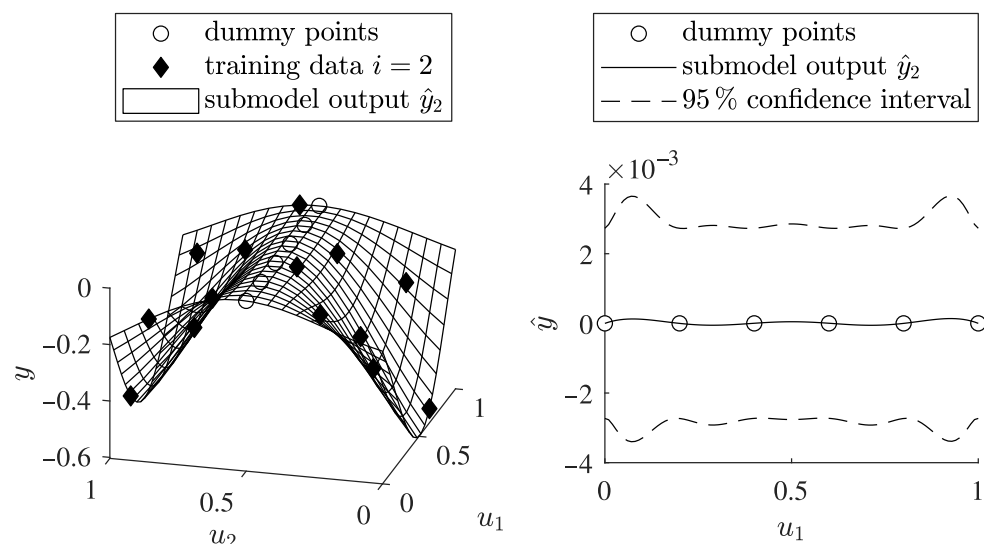 dummy points
training data i = 2
submodel output ŷ₂
0
−0.2
−0.4
−0.6
y
1
0.5
0
u₂
0
0.5
1
u₁
dummy points
submodel output ŷ₂
95 % confidence interval
×10⁻³
4
2
0
−2
−4
ŷ
0
0.5
1
u₁